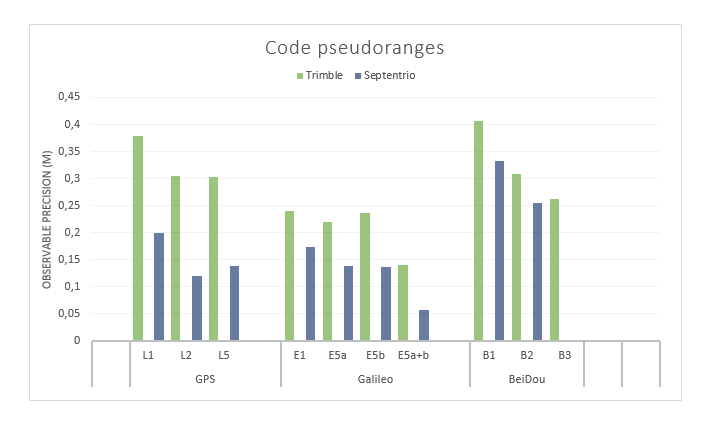 Code pseudoranges
Trimble Septentrio
OBSERVABLE PRECISION (M)
0,45
0,4
0,35
0,3
0,25
0,2
0,15
0,1
0,05
0
L1 L2 L5 E1 E5a E5b E5a+b B1 B2 B3
GPS Galileo BeiDou